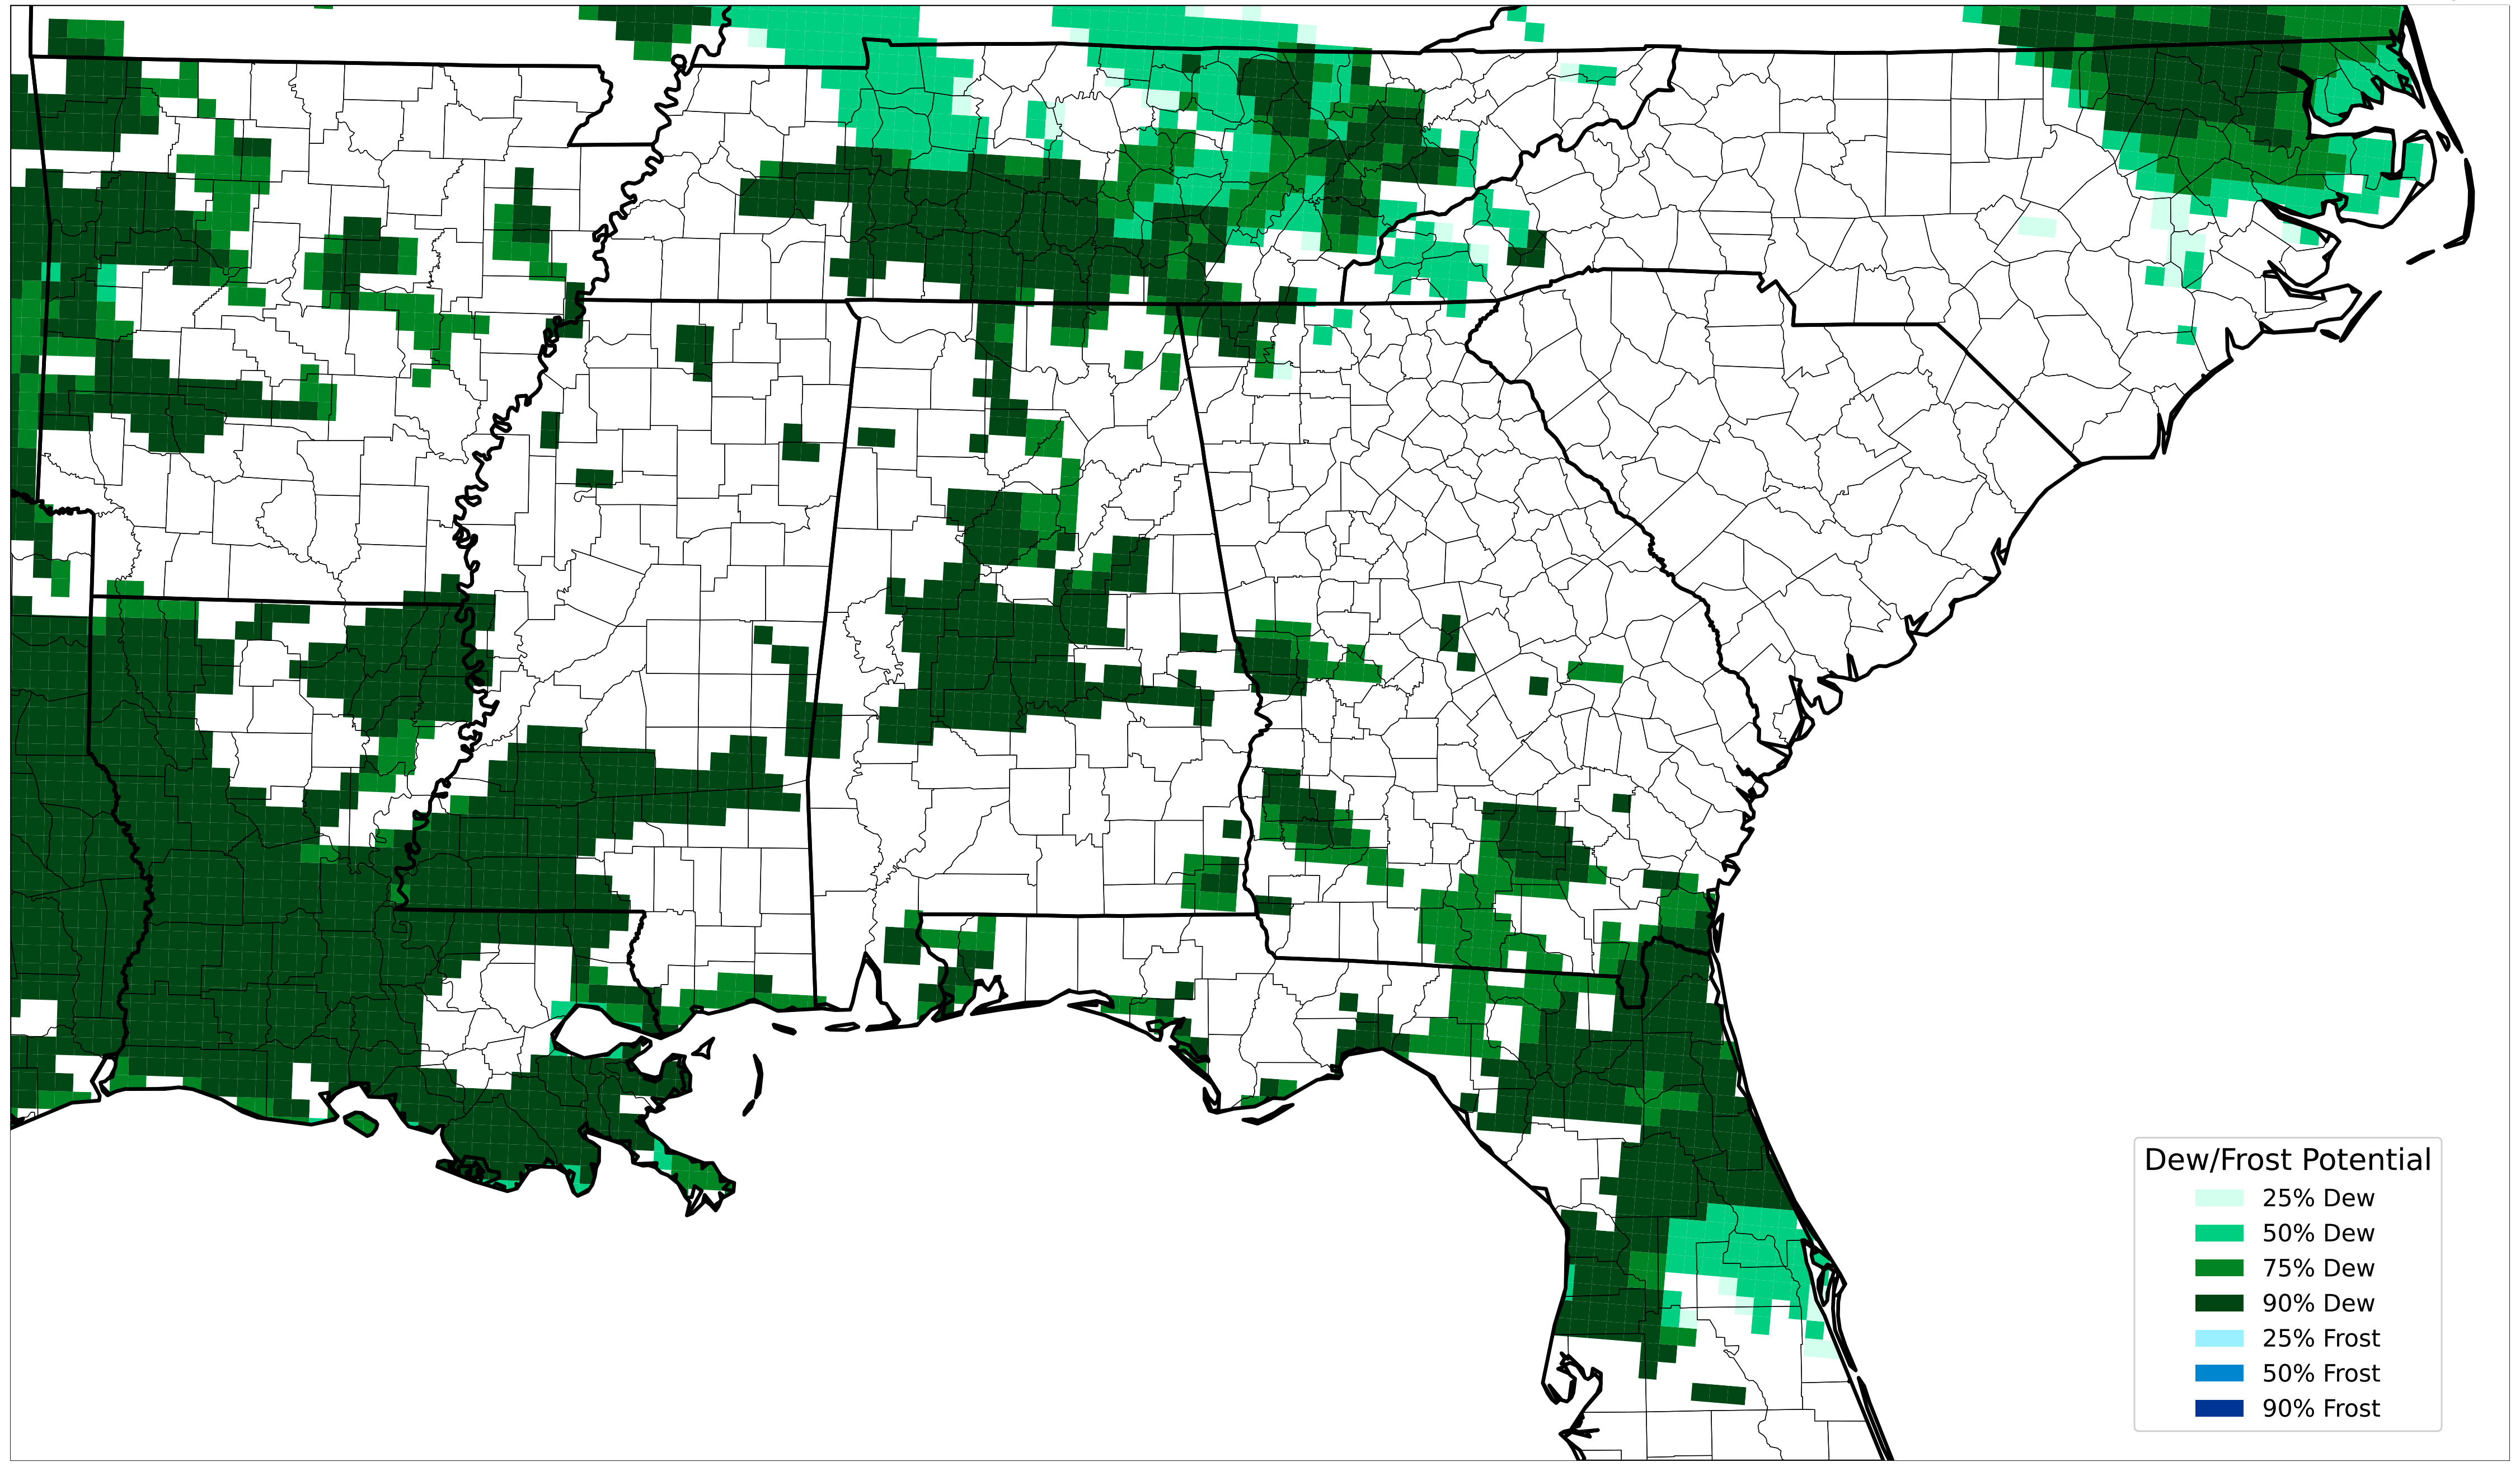 Dew/Frost Potential
25% Dew
50% Dew
75% Dew
90% Dew
25% Frost
50% Frost
90% Frost